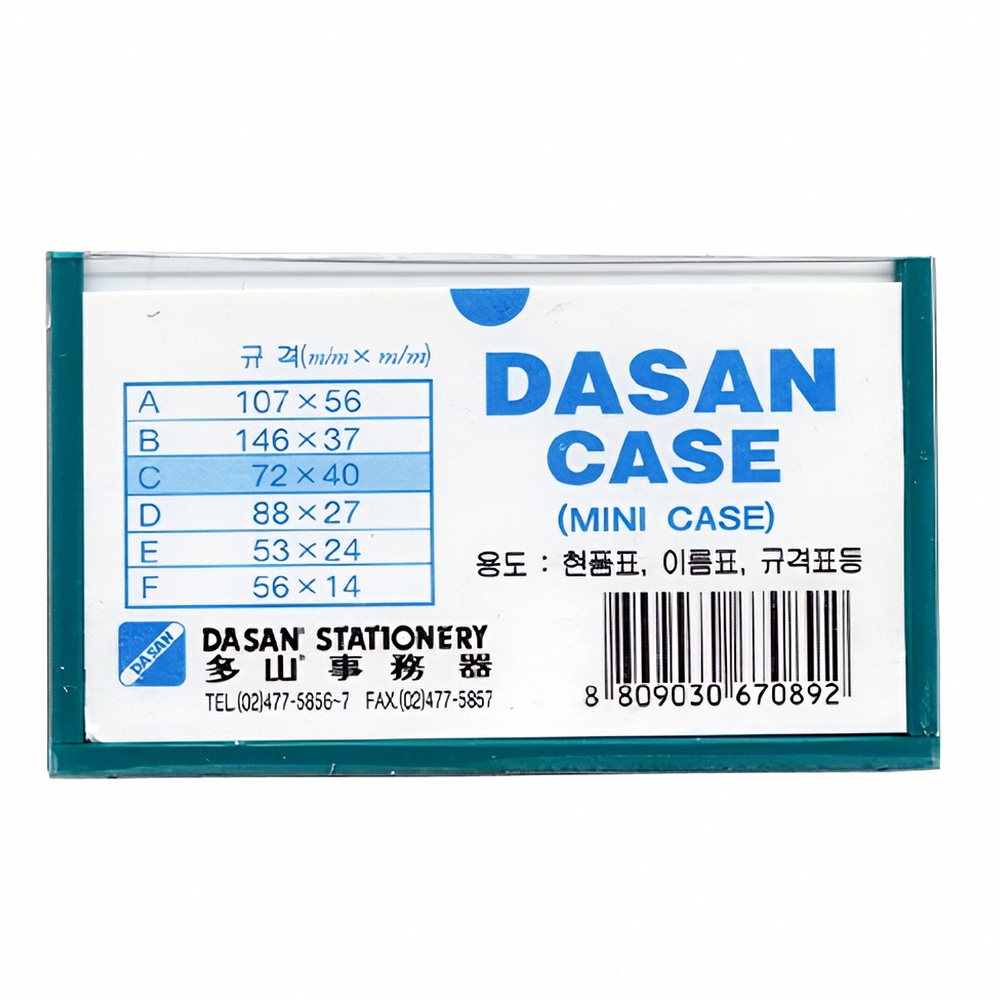 규 격(m/m× m/m)
A 107×56
B 146×37
C 72×40
D 88×27
E 53×24
F 56×14
DASAN
CASE
(MINI CASE)
용도 : 현품표, 이름표, 규격표등
DASAN
DASAN STATIONERY
多山事務器
TEL.(02)477-5856~7 FAX.(02)477-5857
8 809030 670892